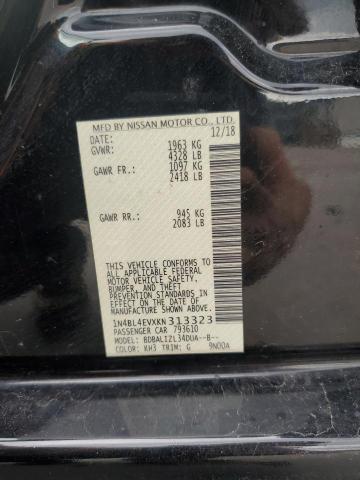 MFD BY NISSAN MOTOR CO., LTD.
DATE: 12/18
GVWR: 1963 KG
4328 LB
GAWR FR: 1097 KG
2418 LB
GAWR RR: 945 KG
2083 LB
THIS VEHICLE CONFORMS TO
ALL APPLICABLE FEDERAL
MOTOR VEHICLE SAFETY,
BUMPER, AND THEFT
PREVENTION STANDARDS
IN EFFECT ON THE DATE OF
MANUFACTURE SHOWN ABOVE.
1N4BL4EVXKN313323
PASSENGER CAR 793610
MODEL: BDBALIZL34DUA--B--
COLOR: KH3 TRIM: G 9N00A